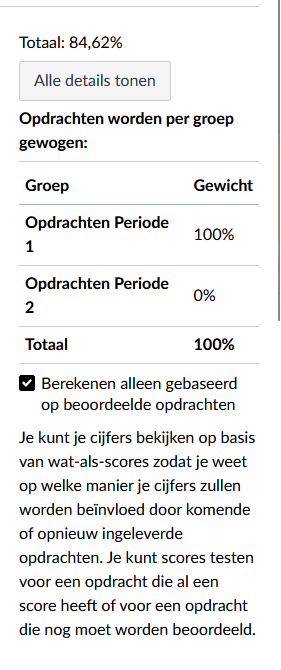 Totaal: 84,62%
Alle details tonen
Opdrachten worden per groep
gewogen:
Groep Gewicht
Opdrachten Periode
1 100%
Opdrachten Periode
2 0%
Totaal 100%
Berekenen alleen gebaseerd
op beoordeelde opdrachten
Je kunt je cijfers bekijken op basis
van wat-als-scores zodat je weet
op welke manier je cijfers zullen
worden beïnvloed door komende
of opnieuw ingeleverde
opdrachten. Je kunt scores testen
voor een opdracht die al een
score heeft of voor een opdracht
die nog moet worden beoordeeld.